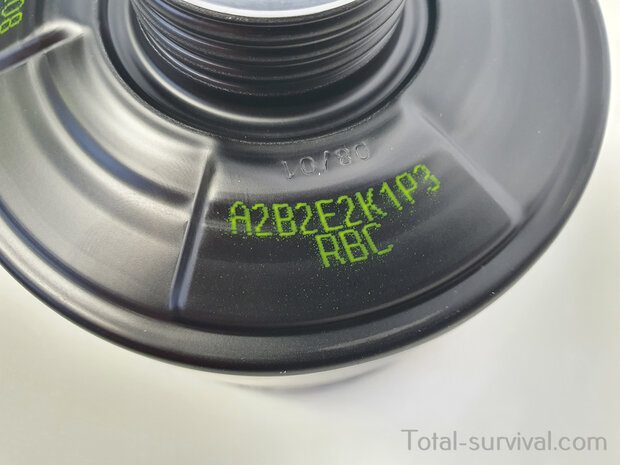 08/01
A2B2E2K1P3
RBC
Total-survival.com